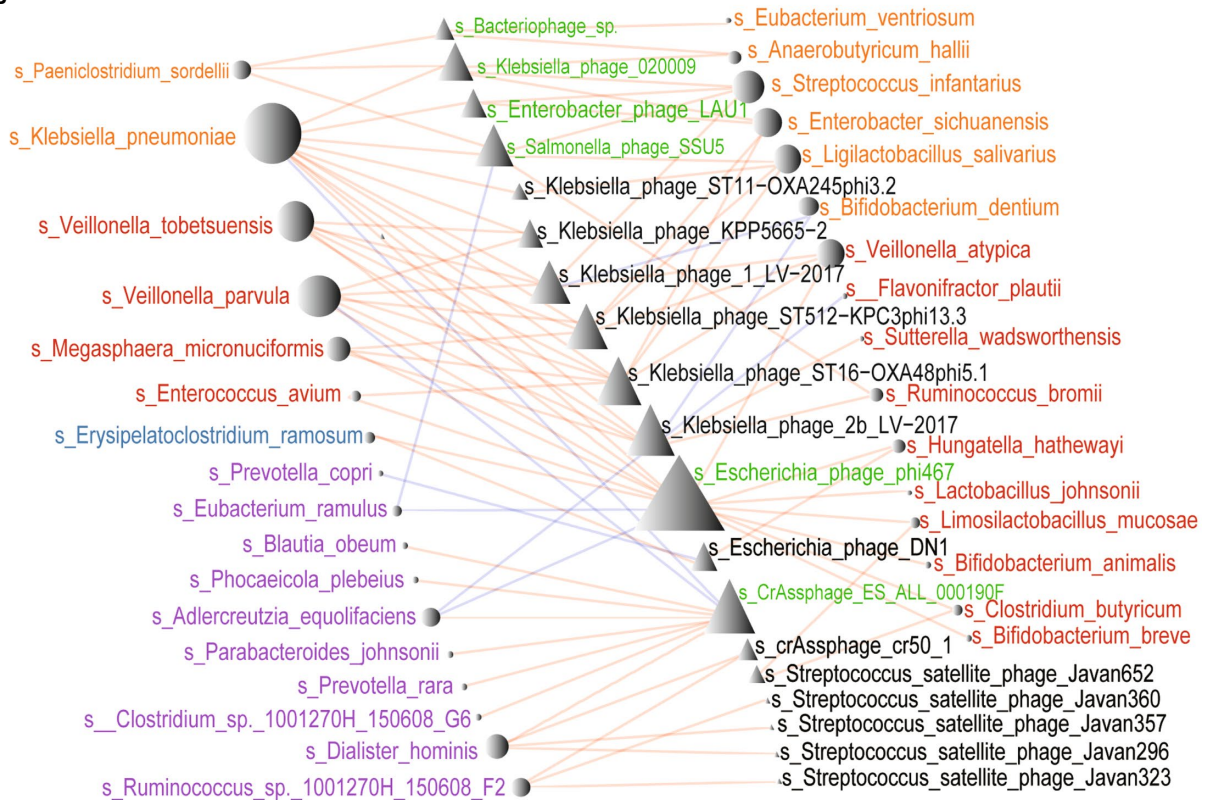 s_Paeniclostridium_sordellii
s_Klebsiella_pneumoniae
s_Veillonella_tobetsuensis
s_Veillonella_parvula
s_Megasphaera_micronuciformis
s_Enterococcus_avium
s_Erysipelatoclostridium_ramosum
s_Prevotella_copri
s_Eubacterium_ramulus
s_Blautia_obeum
s_Phocaeicola_plebeius
s_Adlercreutzia_equolifaciens
s_Parabacteroides_johnsonii
s_Prevotella_rara
s__Clostridium_sp._1001270H_150608_G6
s_Dialister_hominis
s_Ruminococcus_sp._1001270H_150608_F2
s_Bacteriophage_sp.
s_Klebsiella_phage_020009
s_Enterobacter_phage_LAU1
s_Salmonella_phage_SSU5
s_Klebsiella_phage_ST11−OXA245phi3.2
s_Klebsiella_phage_KPP5665−2
s_Klebsiella_phage_1_LV−2017
s_Klebsiella_phage_ST512−KPC3phi13.3
s_Klebsiella_phage_ST16−OXA48phi5.1
s_Klebsiella_phage_2b_LV−2017
s_Escherichia_phage_phi467
s_Escherichia_phage_DN1
s_CrAssphage_ES_ALL_000190F
s_crAssphage_cr50_1
s_Streptococcus_satellite_phage_Javan652
s_Streptococcus_satellite_phage_Javan360
s_Streptococcus_satellite_phage_Javan357
s_Streptococcus_satellite_phage_Javan296
s_Streptococcus_satellite_phage_Javan323
s_Eubacterium_ventriosum
s_Anaerobutyricum_hallii
s_Streptococcus_infantarius
s_Enterobacter_sichuanensis
s_Ligilactobacillus_salivarius
s_Bifidobacterium_dentium
s_Veillonella_atypica
s__Flavonifractor_plautii
s_Sutterella_wadsworthensis
s_Ruminococcus_bromii
s_Hungatella_hathewayi
s_Lactobacillus_johnsonii
s_Limosilactobacillus_mucosae
s_Bifidobacterium_animalis
s_Clostridium_butyricum
s_Bifidobacterium_breve